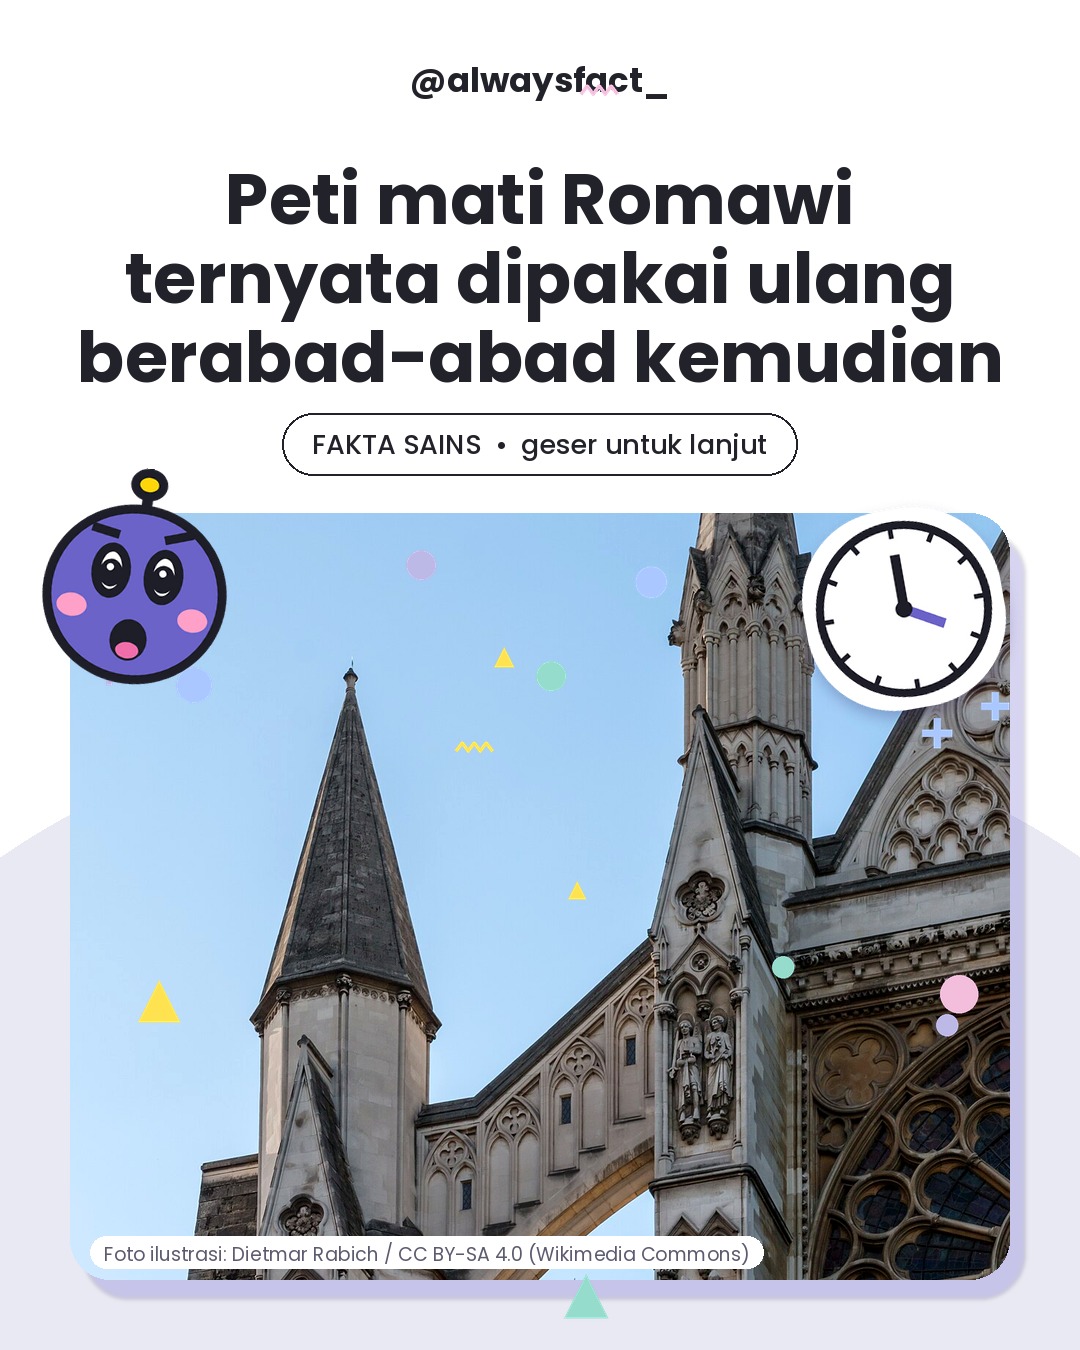 @alwaysfact_
Peti mati Romawi
ternyata dipakai ulang
berabad-abad kemudian
FAKTA SAINS • geser untuk lanjut
Foto ilustrasi: Dietmar Rabich / CC BY-SA 4.0 (Wikimedia Commons)